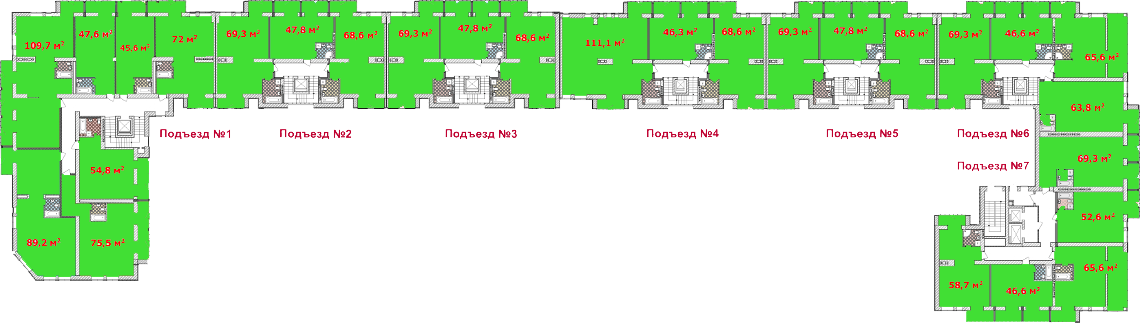 109,7 м² 47,6 м² 45,6 м² 72 м² 69,3 м² 47,8 м² 68,6 м² 69,3 м² 47,8 м² 68,6 м² 111,1 м² 46,3 м² 68,6 м² 69,3 м² 47,8 м² 68,6 м² 69,3 м² 46,6 м² 65,6 м²
63,8 м²
Подъезд №1 Подъезд №2 Подъезд №3 Подъезд №4 Подъезд №5 Подъезд №6
Подъезд №7 69,3 м²
54,8 м²
52,6 м²
89,2 м² 75,5 м²
65,6 м²
58,7 м² 46,6 м²